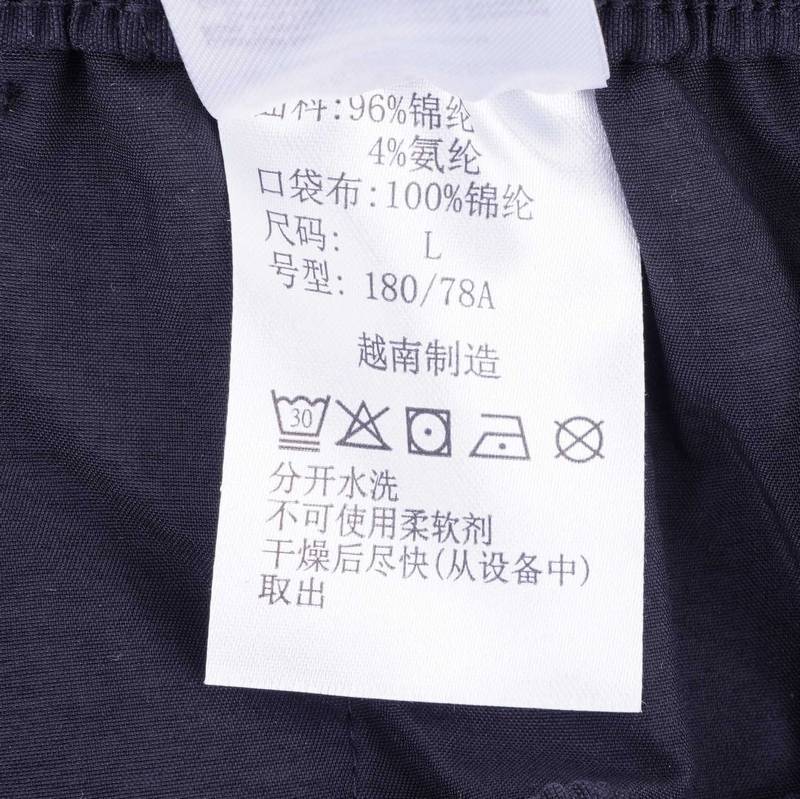 面料:96%锦纶
4%氨纶
口袋布:100%锦纶
尺码: L
号型: 180/78A
越南制造
30
分开水洗
不可使用柔软剂
干燥后尽快(从设备中)
取出